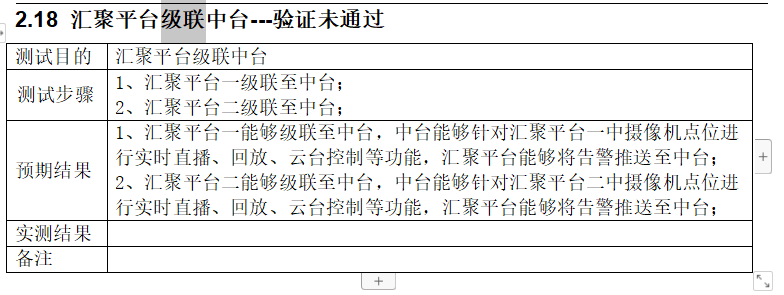 2.18 汇聚平台级联中台---验证未通过
测试目的 汇聚平台级联中台
测试步骤
1、汇聚平台一级联至中台；
2、汇聚平台二级联至中台；
预期结果
1、汇聚平台一能够级联至中台，中台能够针对汇聚平台一中摄像机点位进
行实时直播、回放、云台控制等功能，汇聚平台能够将告警推送至中台；
2、汇聚平台二能够级联至中台，中台能够针对汇聚平台二中摄像机点位进
行实时直播、回放、云台控制等功能，汇聚平台能够将告警推送至中台；
实测结果
备注